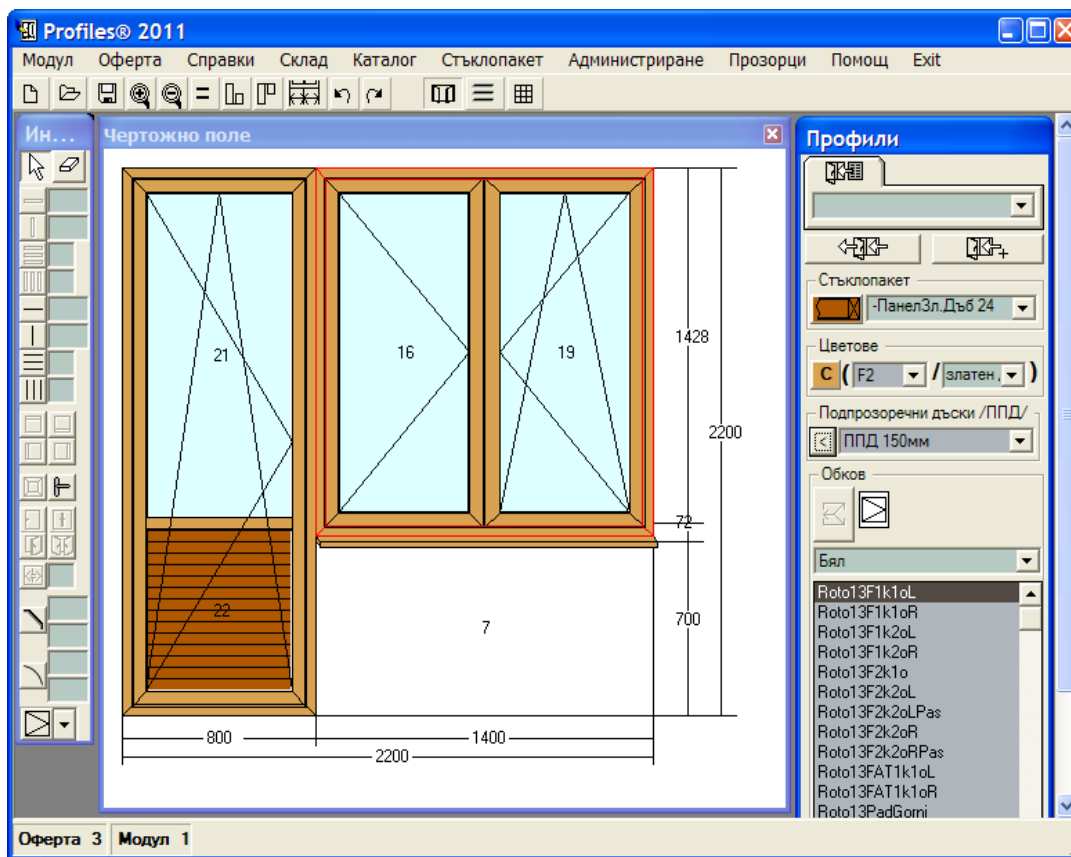 Profiles® 2011
Модул Оферта Справки Склад Каталог Стъклопакет Администриране Прозорци Помощ Exit
Ин...
Чертожно поле
Профили
Стъклопакет
-ПанелЗл.Дъб 24
Цветове
C ( F2 / златен , )
Подпрозоречни дъски /ППД/
< ППД 150мм
Обков
Бял
Roto13F1k1oL
Roto13F1k1oR
Roto13F1k2oL
Roto13F1k2oR
Roto13F2k1o
Roto13F2k2oL
Roto13F2k2oLPas
Roto13F2k2oR
Roto13F2k2oRPas
Roto13FAT1k1oL
Roto13FAT1k1oR
Roto13PadGorni
21
16
19
1428
2200
72
22
7
700
800
1400
2200
Оферта 3 Модул 1